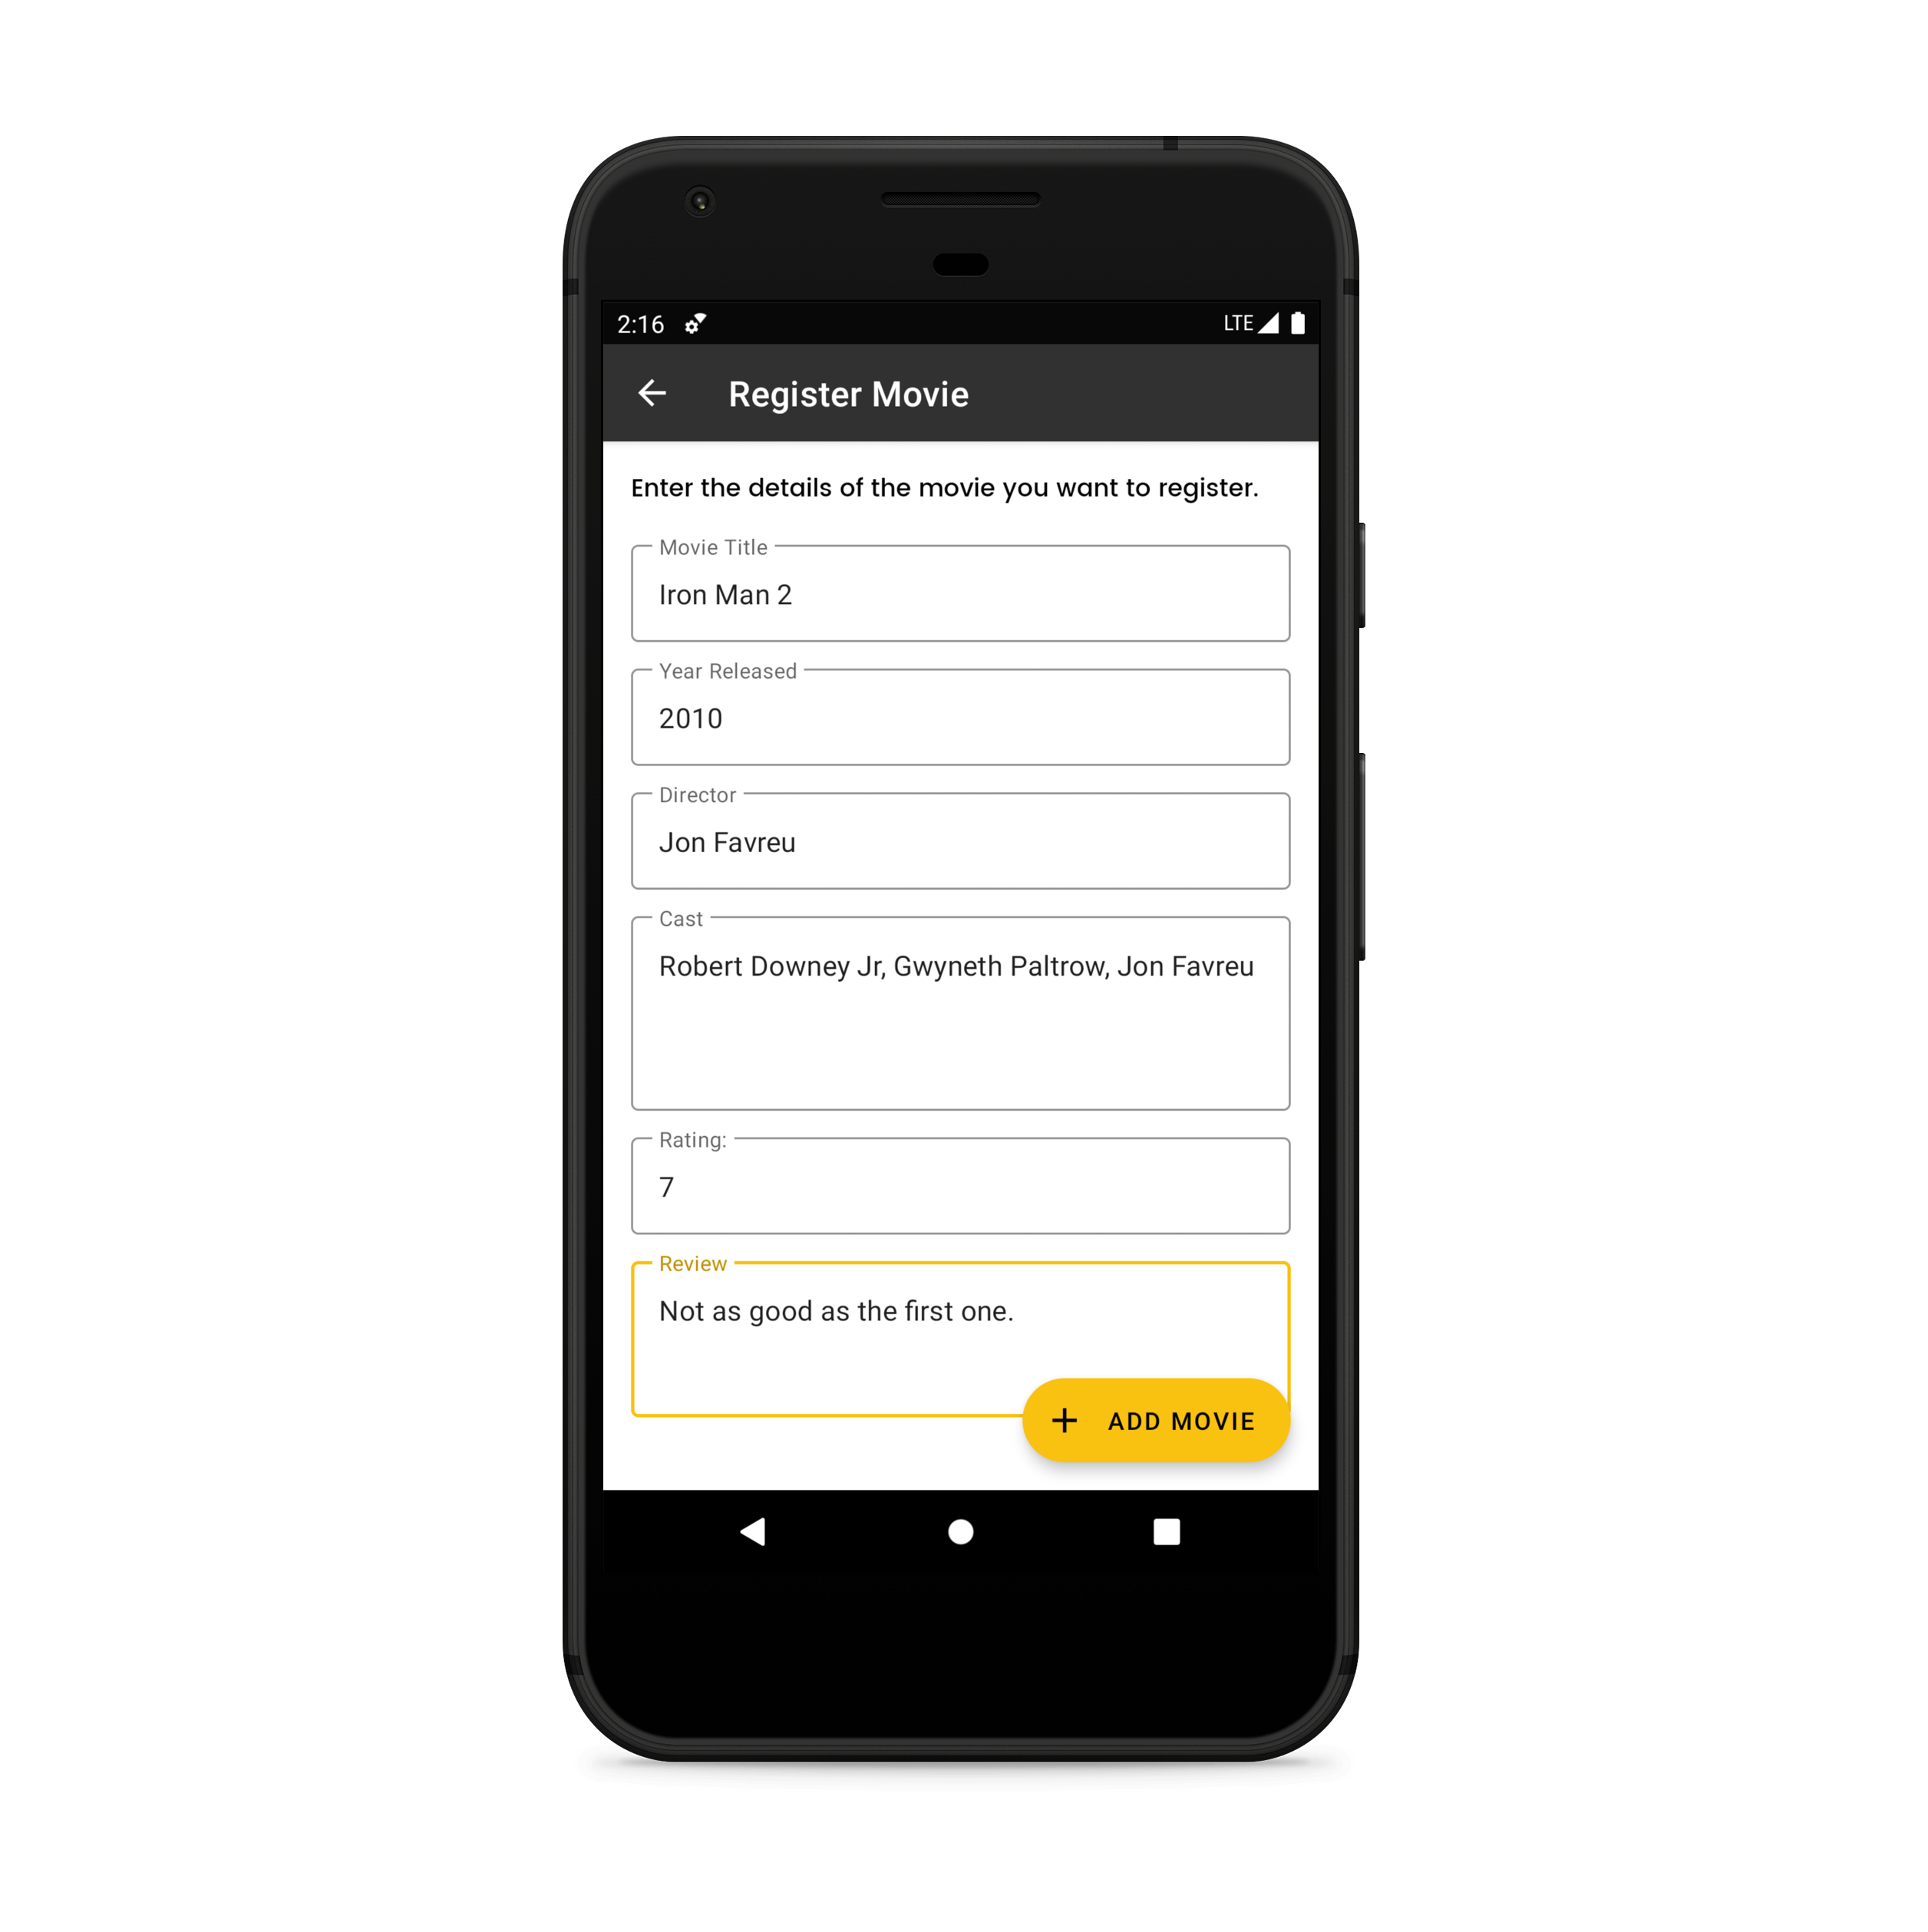 2:16 LTE
Register Movie
Enter the details of the movie you want to register.
Movie Title
Iron Man 2
Year Released
2010
Director
Jon Favreu
Cast
Robert Downey Jr, Gwyneth Paltrow, Jon Favreu
Rating:
7
Review
Not as good as the first one.
ADD MOVIE